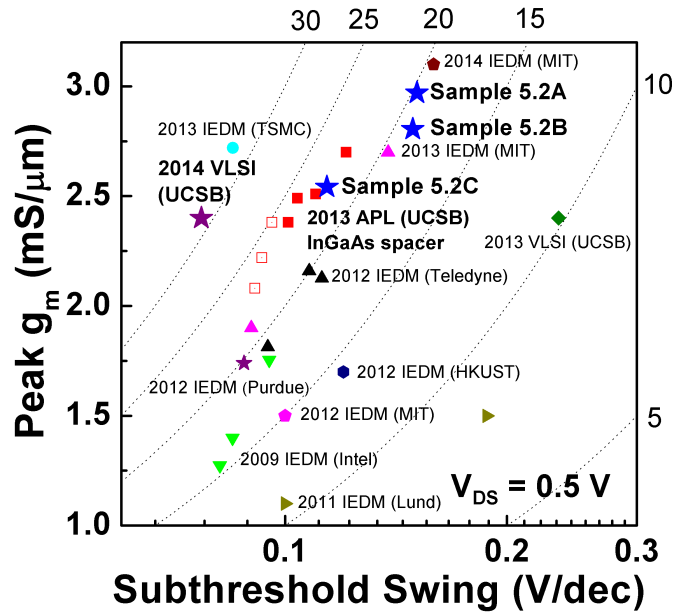 30
25
20
15
10
5
3.0
2.5
2.0
1.5
1.0
Peak gm (mS/μm)
2014 IEDM (MIT)
Sample 5.2A
Sample 5.2B
2013 IEDM (TSMC)
2013 IEDM (MIT)
2014 VLSI
(UCSB)
Sample 5.2C
2013 APL (UCSB)
InGaAs spacer
2013 VLSI (UCSB)
2012 IEDM (Teledyne)
2012 IEDM (Purdue)
2012 IEDM (HKUST)
2012 IEDM (MIT)
2009 IEDM (Intel)
2011 IEDM (Lund)
VDS = 0.5 V
0.1
0.2
0.3
Subthreshold Swing (V/dec)